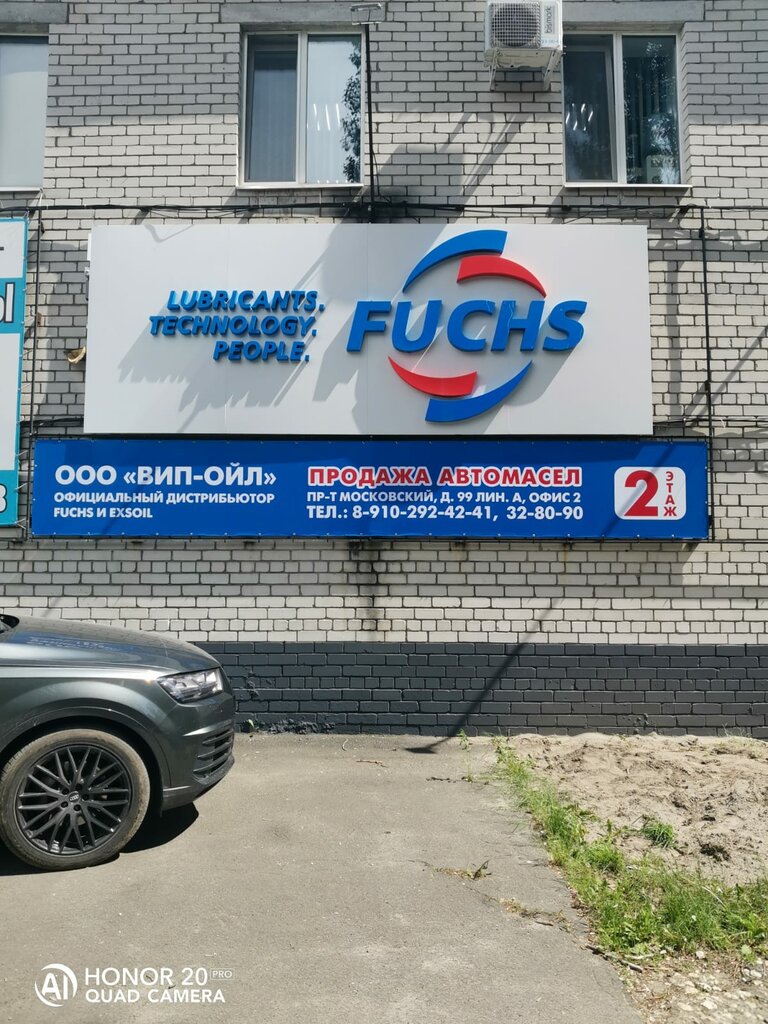 LUBRICANTS.
TECHNOLOGY.
PEOPLE.
FUCHS
ООО «ВИП-ОЙЛ»
ОФИЦИАЛЬНЫЙ ДИСТРИБЬЮТОР
FUCHS И EXSOIL
ПРОДАЖА АВТОМАСЕЛ
ПР-Т МОСКОВСКИЙ, Д. 99 ЛИН. А, ОФИС 2
ТЕЛ.: 8-910-292-42-41, 32-80-90
2 ЭТАЖ
HONOR 20 PRO
QUAD CAMERA